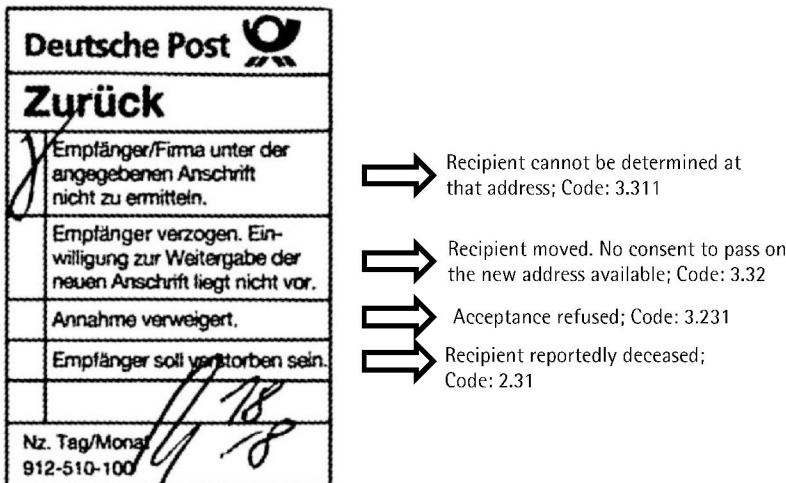 Deutsche Post
Zurück
Empfänger/Firma unter der
angegebenen Anschrift
nicht zu ermitteln.
Empfänger verzogen. Ein-
willigung zur Weitergabe der
neuen Anschrift liegt nicht vor.
Annahme verweigert.
Empfänger soll verstorben sein.
18
Nz. Tag/Monat
8
912-510-100
Recipient cannot be determined at
that address; Code: 3.311
Recipient moved. No consent to pass on
the new address available; Code: 3.32
Acceptance refused; Code: 3.231
Recipient reportedly deceased;
Code: 2.31